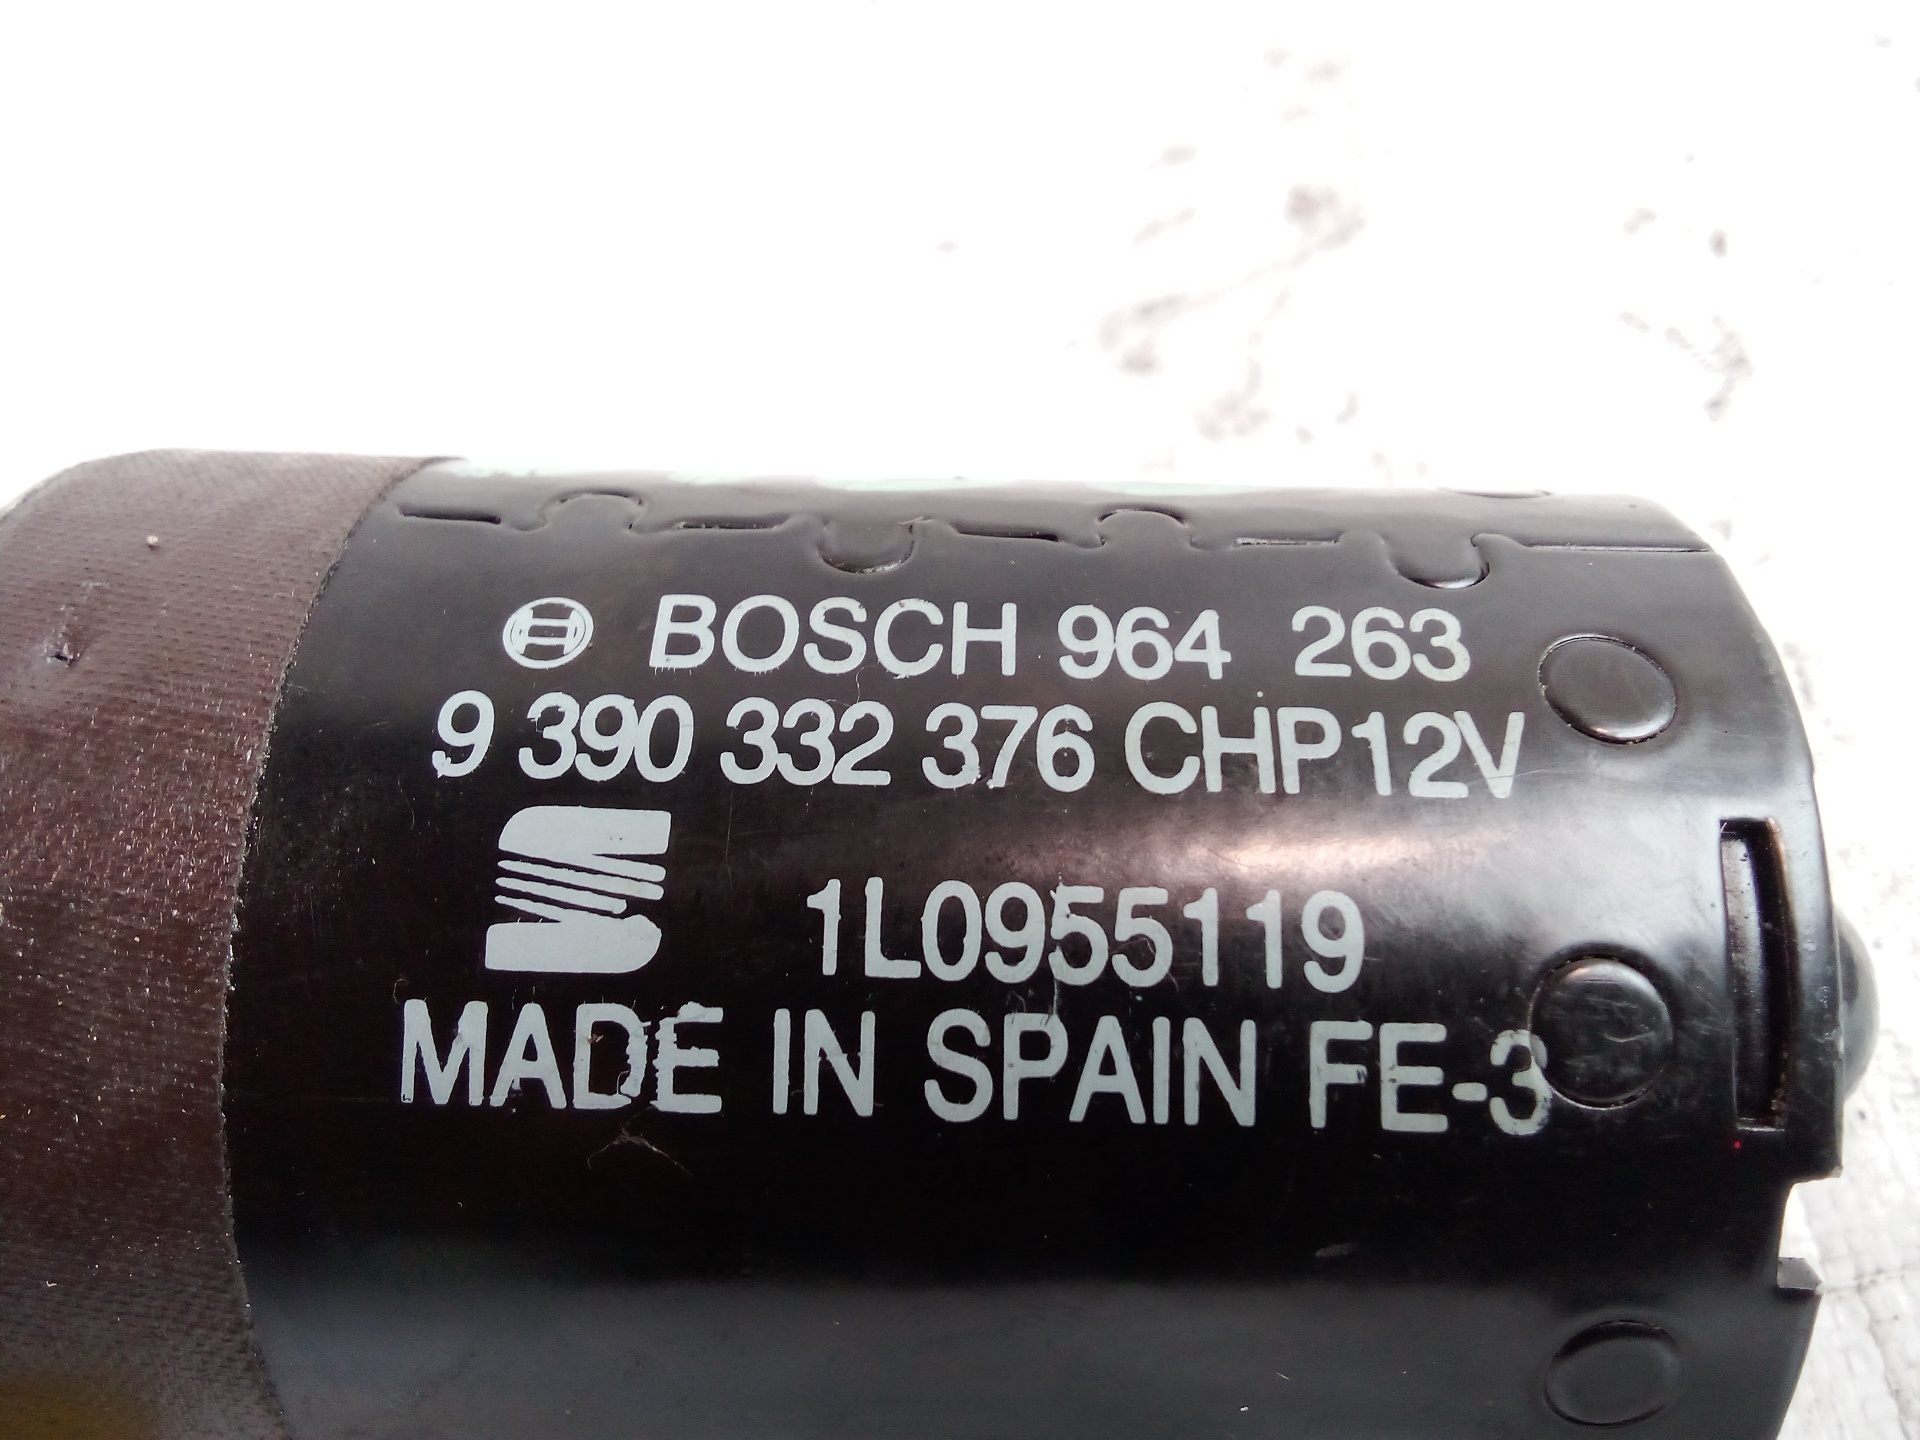 BOSCH 964 263
9 390 332 376 CHP12V
1L0955119
MADE IN SPAIN FE-3